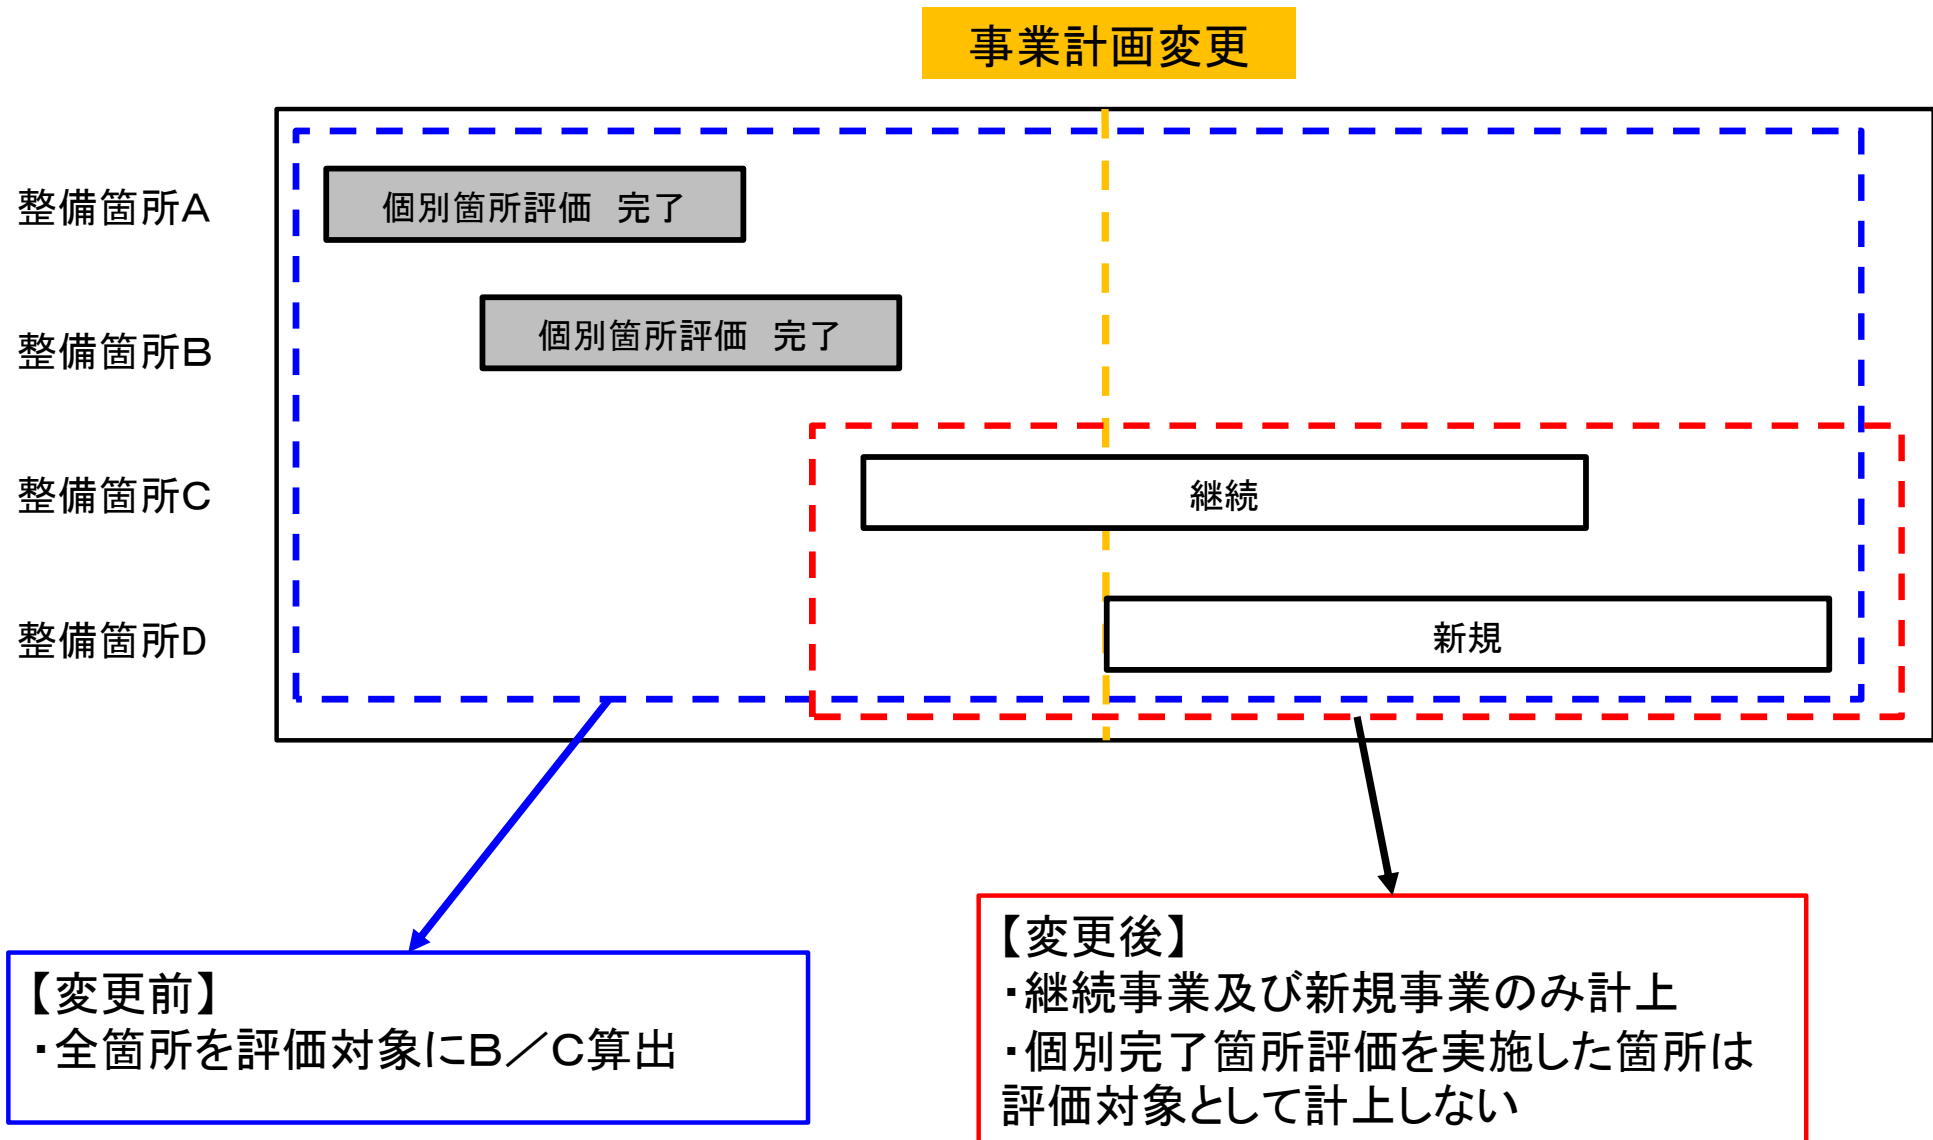 事業計画変更
整備箇所A
個別箇所評価　完了
整備箇所B
個別箇所評価　完了
整備箇所C
継続
整備箇所D
新規
【変更前】
・全箇所を評価対象にB／C算出
【変更後】
・継続事業及び新規事業のみ計上
・個別完了箇所評価を実施した箇所は
評価対象として計上しない